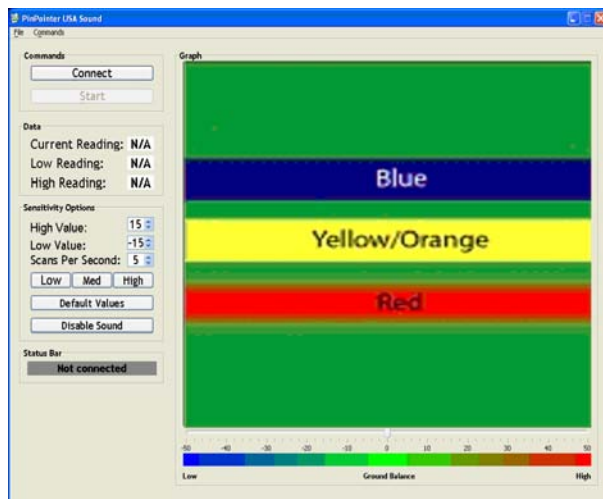 PinPointer USA Sound
File Commands
Commands
Connect
Start
Data
Current Reading: N/A
Low Reading: N/A
High Reading: N/A
Sensitivity Options
High Value: 15
Low Value: -15
Scans Per Second: 5
Low Med High
Default Values
Disable Sound
Status Bar
Not connected
Graph
Blue
Yellow/Orange
Red
-50 -40 -30 -20 -10 0 10 20 30 40 50
Low Ground Balance High